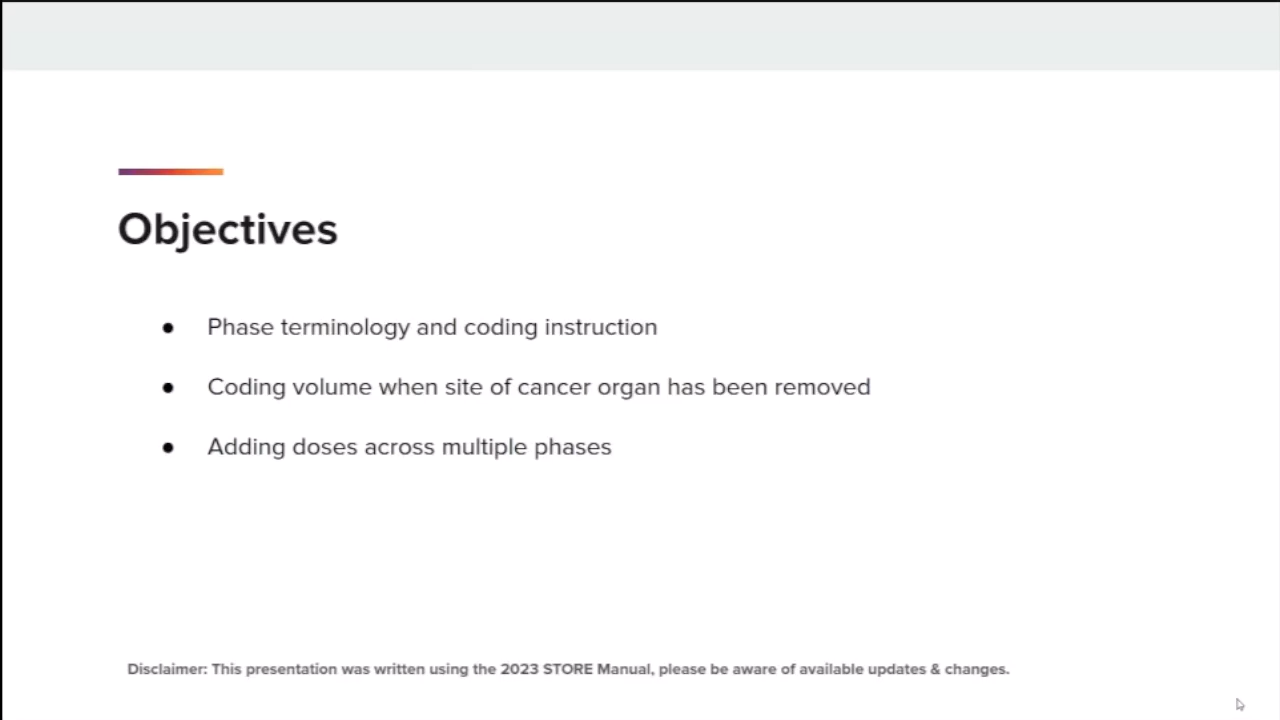 Objectives
● Phase terminology and coding instruction
● Coding volume when site of cancer organ has been removed
● Adding doses across multiple phases
Disclaimer: This presentation was written using the 2023 STORE Manual, please be aware of available updates & changes.